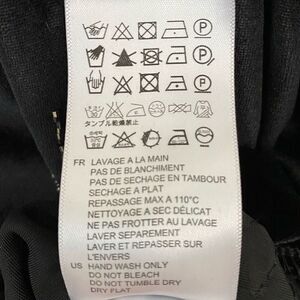 タンブル乾燥禁止
FR LAVAGE A LA MAIN
PAS DE BLANCHIMENT
PAS DE SECHAGE EN TAMBOUR
SECHAGE A PLAT
REPASSAGE MAX A 110°C
NETTOYAGE A SEC DÉLICAT
NE PAS FROTTER AU LAVAGE
LAVER SEPAREMENT
LAVER ET REPASSER SUR
L'ENVERS
US HAND WASH ONLY
DO NOT BLEACH
DO NOT TUMBLE DRY
DRY FLAT